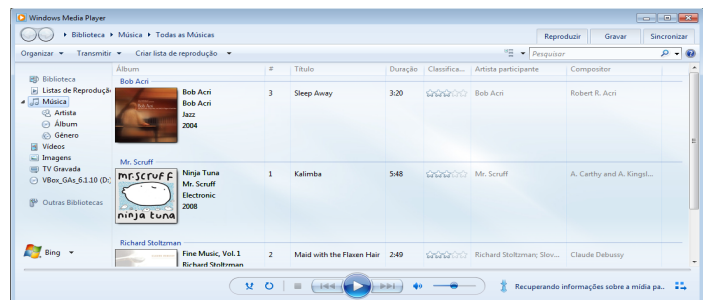 Windows Media Player
Biblioteca ▸ Música ▸ Todas as Músicas
Reproduzir Gravar Sincronizar
Organizar Transmitir Criar lista de reprodução Pesquisar
Álbum # Título Duração Classifica... Artista participante Compositor
Biblioteca
Listas de Reproduçã
Música
Artista
Álbum
Gênero
Vídeos
Imagens
TV Gravada
VBox_GAs_6.1.10 (D:
Outras Bibliotecas
Bing
Bob Acri
Bob Acri 3 Sleep Away 3:20 Bob Acri Robert R. Acri
Bob Acri
Jazz
2004
Mr. Scruff
mr.scruff
ninja tuna
Ninja Tuna 1 Kalimba 5:48 Mr. Scruff A. Carthy and A. Kingsl...
Mr. Scruff
Electronic
2008
Richard Stoltzman
Fine Music, Vol. 1 2 Maid with the Flaxen Hair 2:49 Richard Stoltzman; Slov... Claude Debussy
Richard Stoltzman
Recuperando informações sobre a mídia pa..